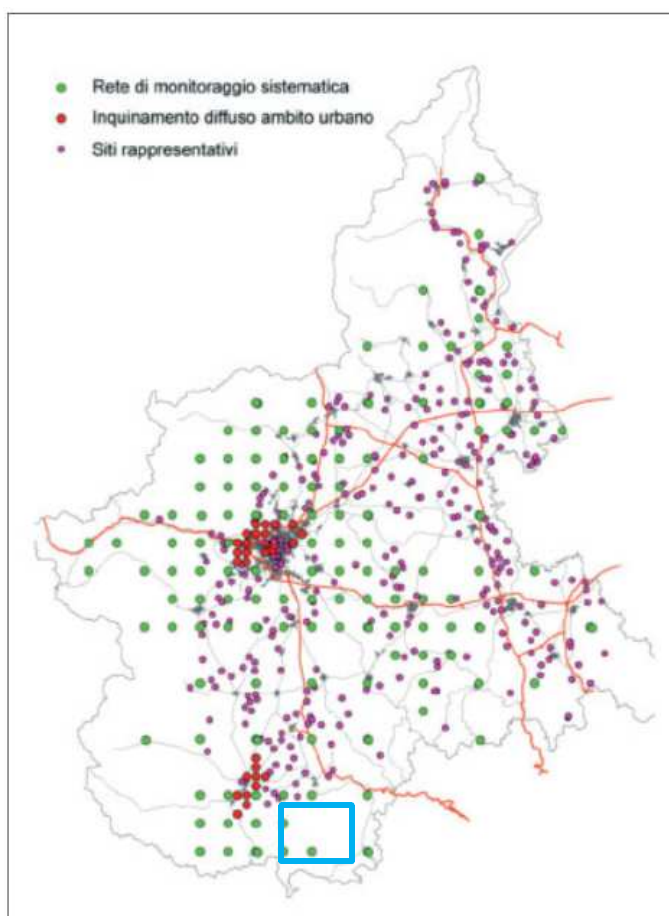 Rete di monitoraggio sistematica
Inquinamento diffuso ambito urbano
Siti rappresentativi